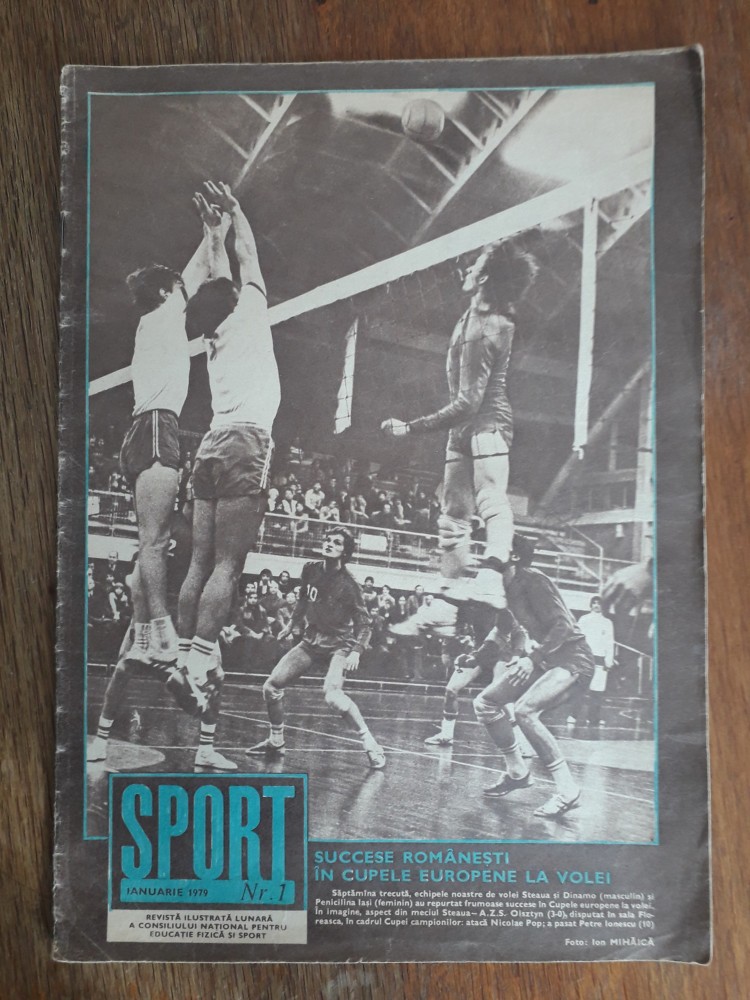 10
SPORT
IANUARIE 1979 Nr. 1
REVISTĂ ILUSTRATĂ LUNARĂ
A CONSILIULUI NAȚIONAL PENTRU
EDUCAȚIE FIZICĂ ȘI SPORT
SUCCESE ROMÂNEȘTI
ÎN CUPELE EUROPENE LA VOLEI
Săptămîna trecută, echipele noastre de volei Steaua și Dinamo (masculin) și
Penicilina Iași (feminin) au repurtat frumoase succese în Cupele europene la volei.
În imagine, aspect din meciul Steaua - A.Z.S. Olsztyn (3-0), disputat în sala Flo-
reasca, în cadrul Cupei campionilor: atacă Nicolae Pop; a pasat Petre Ionescu (10)
Foto: Ion MIHĂICĂ